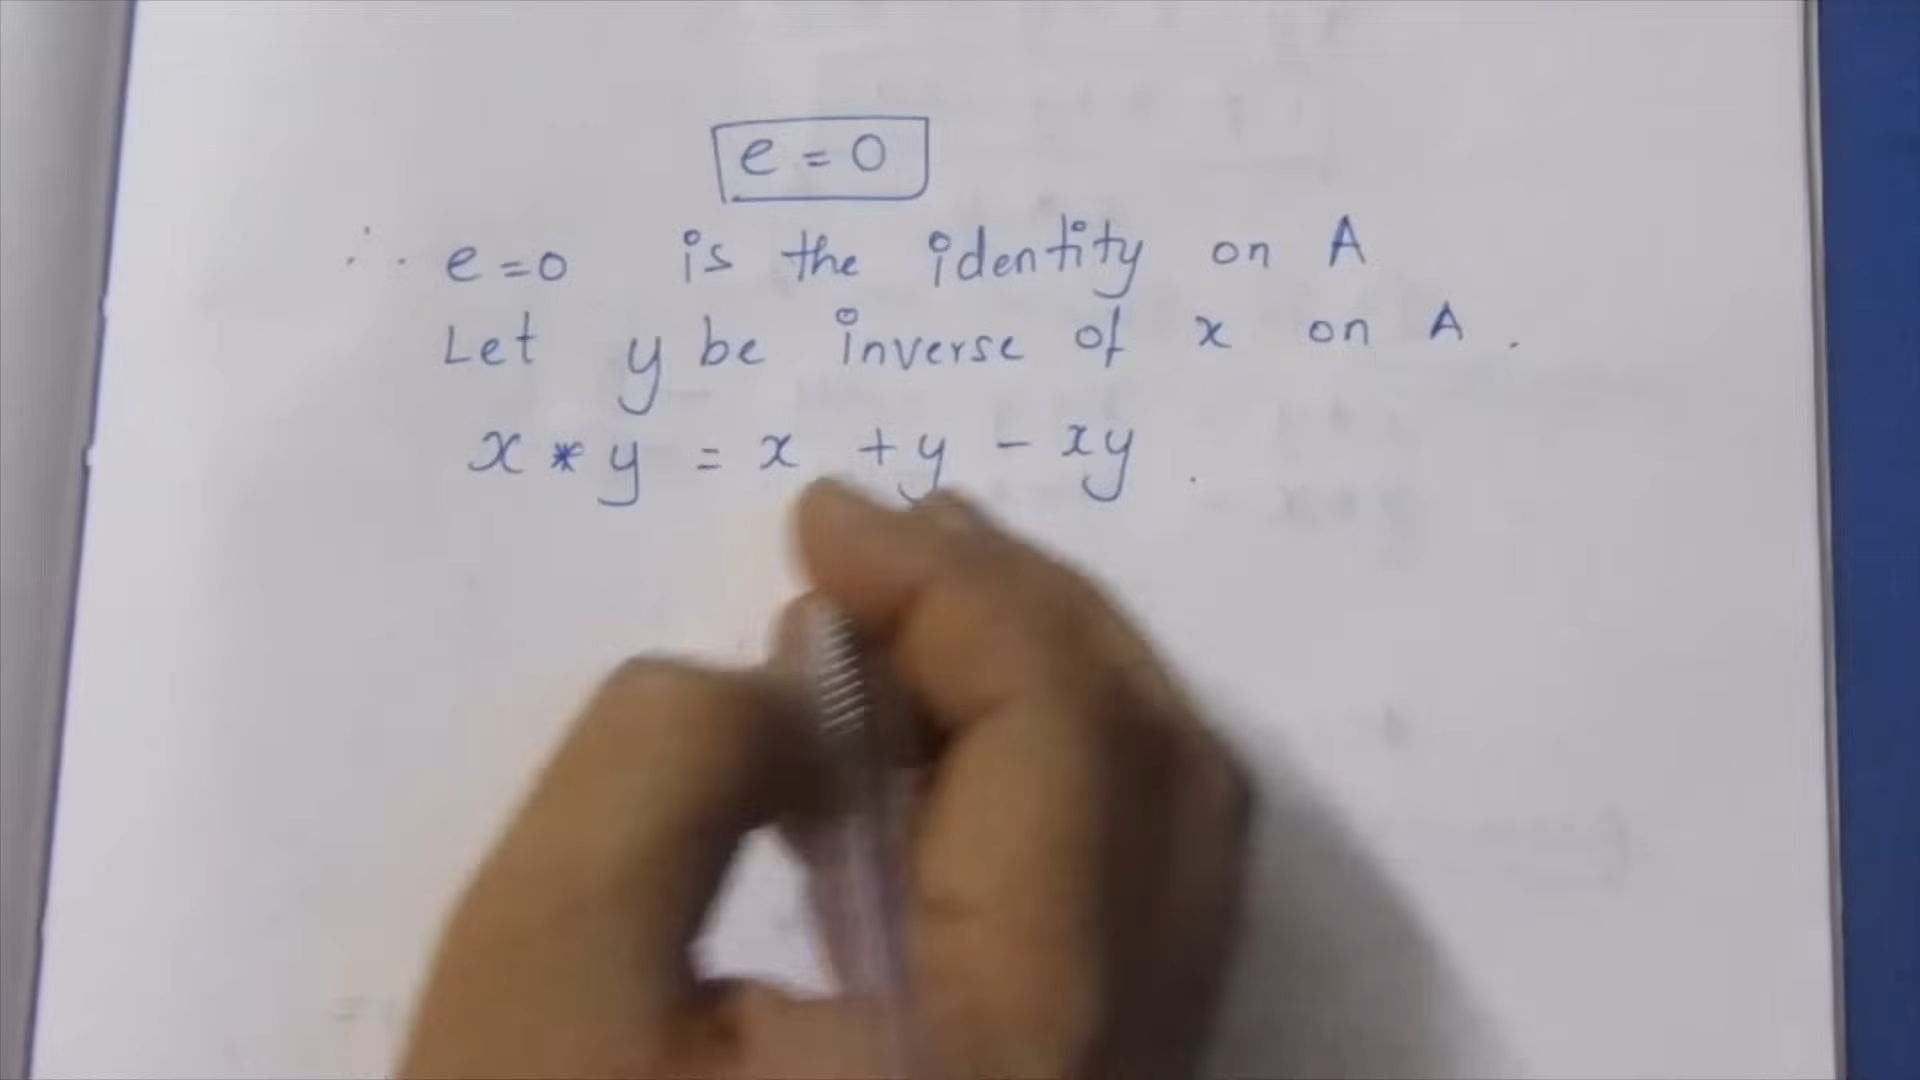 e = 0
∴ e = 0 is the identity on A
Let y be inverse of x on A .
x * y = x + y - xy .